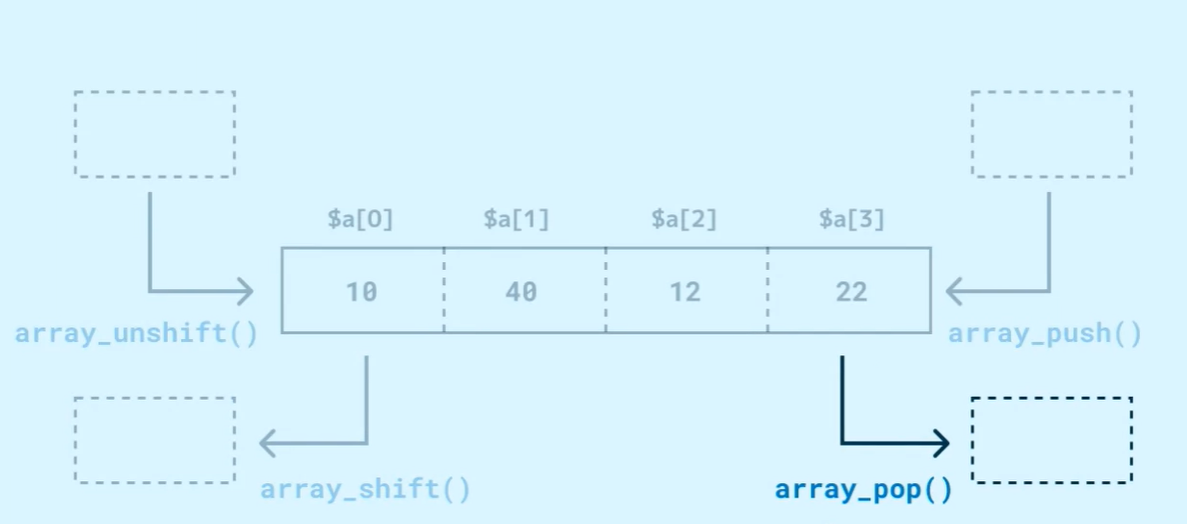 $a[0] $a[1] $a[2] $a[3]
10 40 12 22
array_unshift() array_push()
array_shift() array_pop()